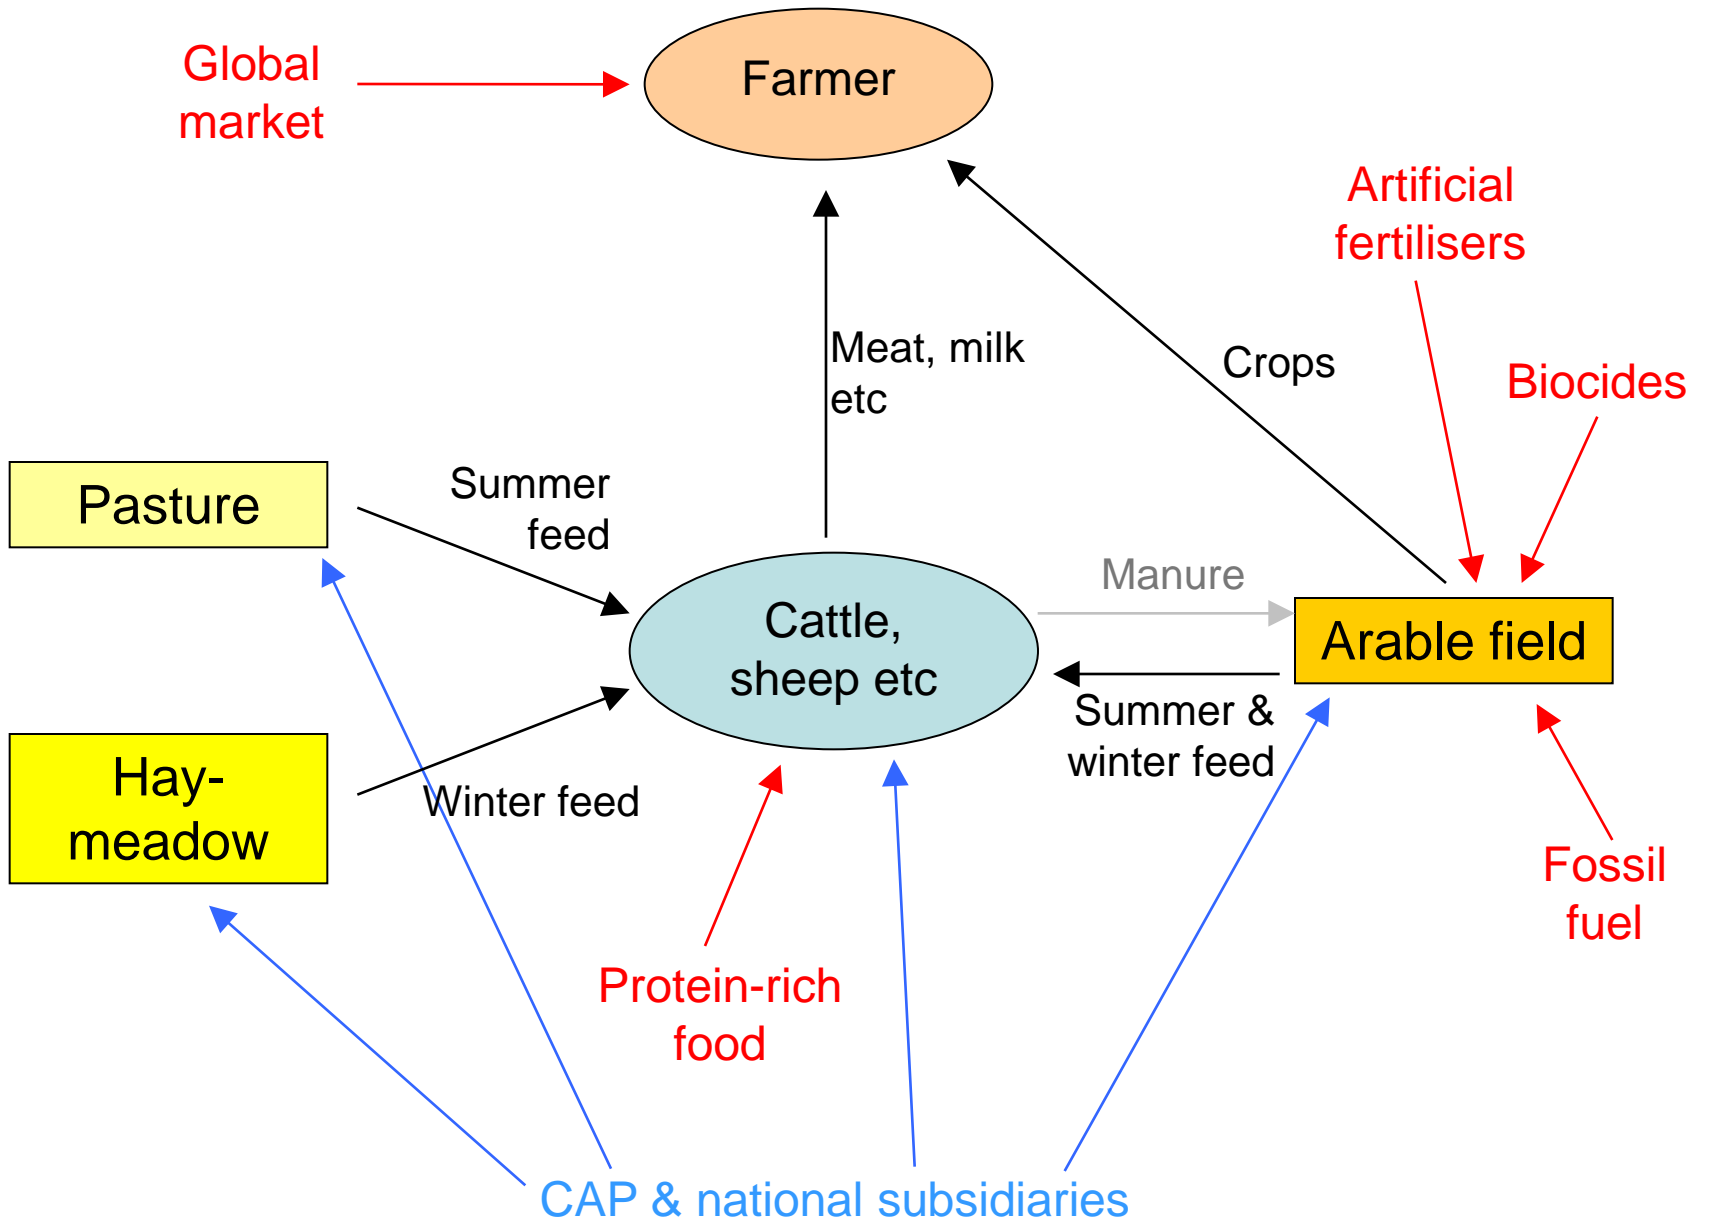 Global
market
Farmer
Artificial
fertilisers
Meat, milk
etc
Crops
Biocides
Pasture
Summer
feed
Manure
Cattle,
sheep etc
Arable field
Summer &
winter feed
Hay-
meadow
Winter feed
Fossil
fuel
Protein-rich
food
CAP & national subsidiaries